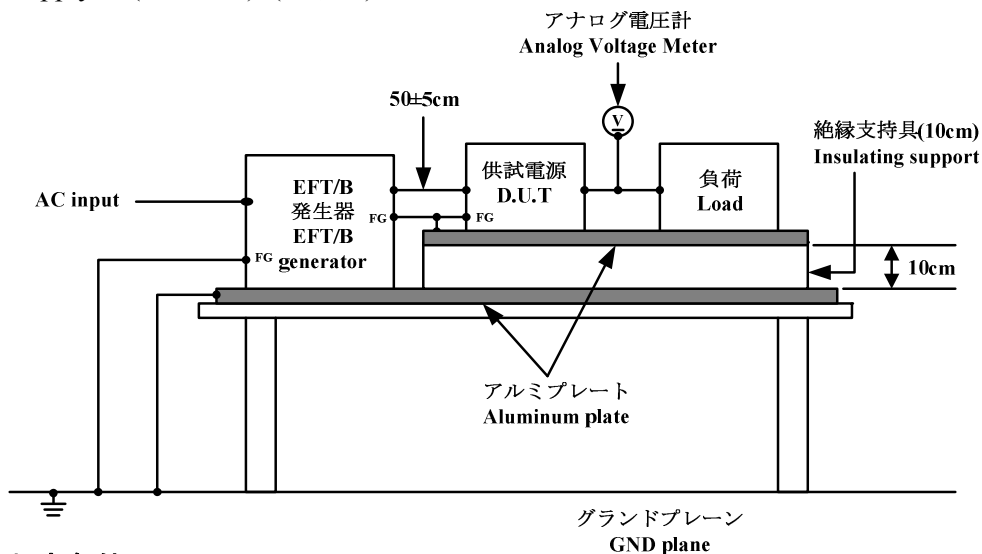 アナログ電圧計
Analog Voltage Meter
50±5cm
V
絶縁支持具(10cm)
Insulating support
AC input
EFT/B
発生器
EFT/B
generator
FG
FG
FG
供試電源
D.U.T
負荷
Load
10cm
アルミプレート
Aluminum plate
グランドプレーン
GND plane